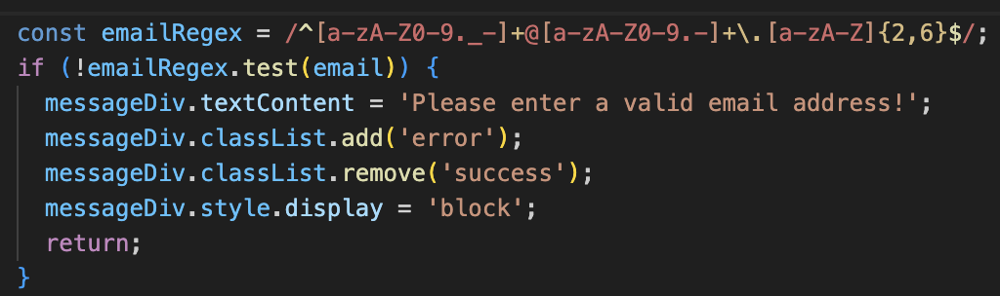 const emailRegex = /^[a-zA-Z0-9._-]+@[a-zA-Z0-9.-]+\.[a-zA-Z]{2,6}$/;
if (!emailRegex.test(email)) {
messageDiv.textContent = 'Please enter a valid email address!';
messageDiv.classList.add('error');
messageDiv.classList.remove('success');
messageDiv.style.display = 'block';
return;
}